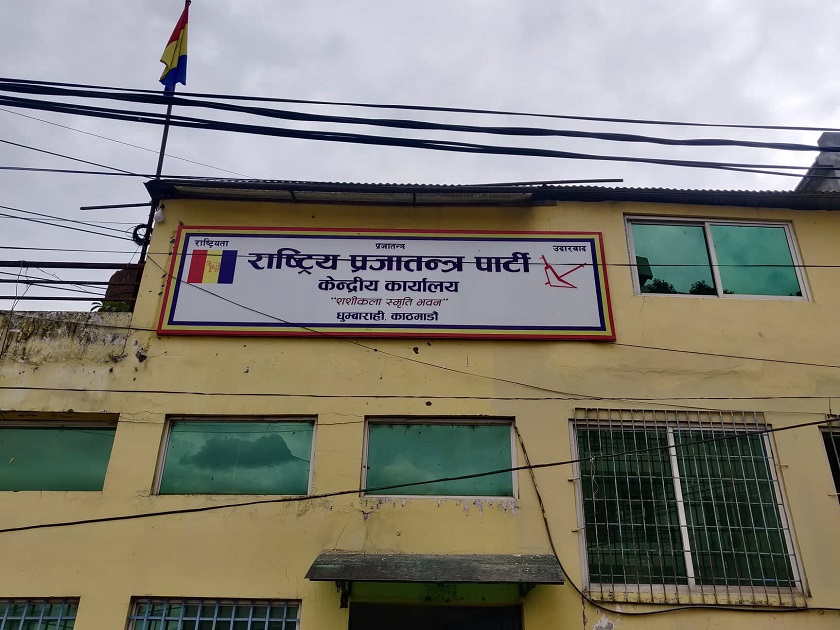 राष्ट्रियता प्रजातन्त्र उदारवाद
राष्ट्रिय प्रजातन्त्र पार्टी
केन्द्रीय कार्यालय
"शशीकला स्मृति भवन"
धुम्बाराही, काठमाडौं